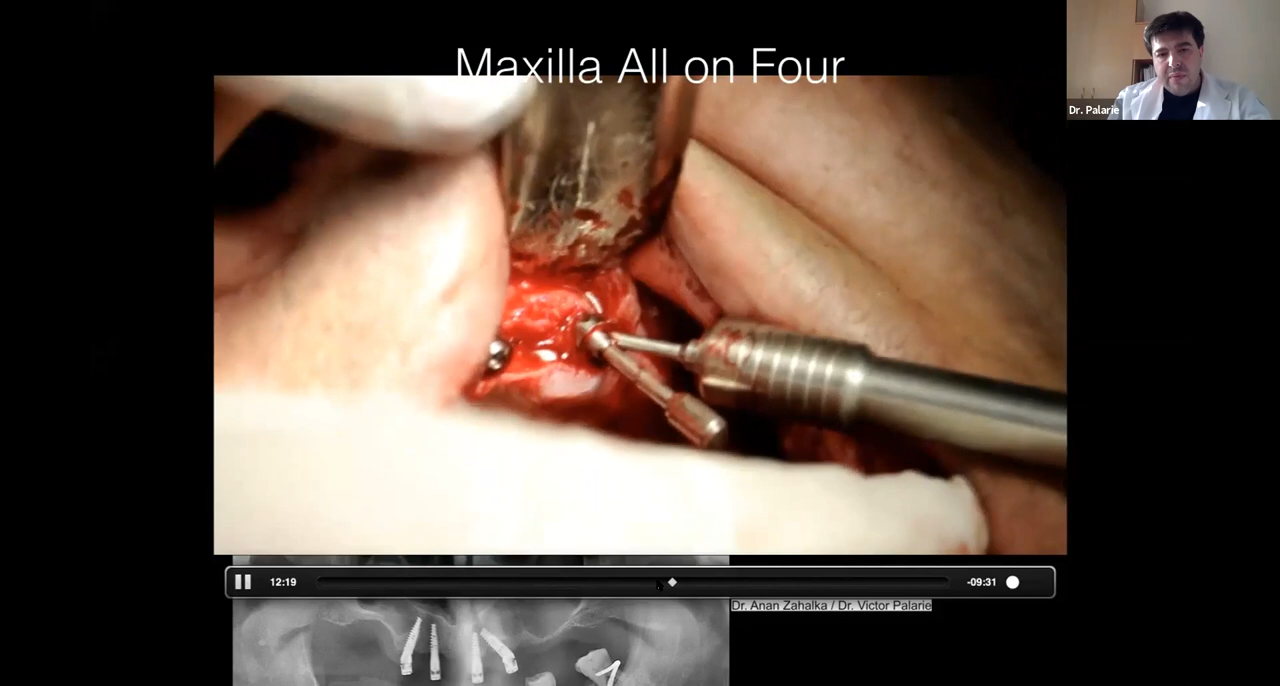 Maxilla All on Four
Dr. Palarie
12:19
-09:31
Dr. Anan Zahalka / Dr. Victor Palarie